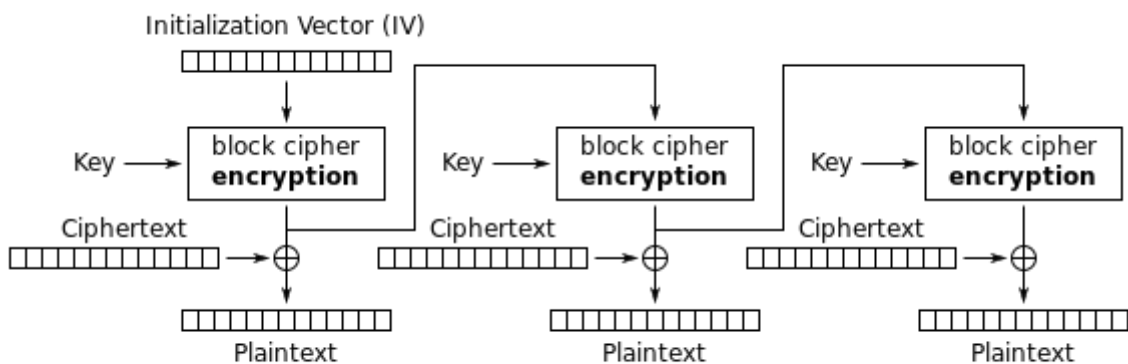 Initialization Vector (IV)
Key
block cipher
encryption
Ciphertext
Plaintext
Key
block cipher
encryption
Ciphertext
Plaintext
Key
block cipher
encryption
Ciphertext
Plaintext